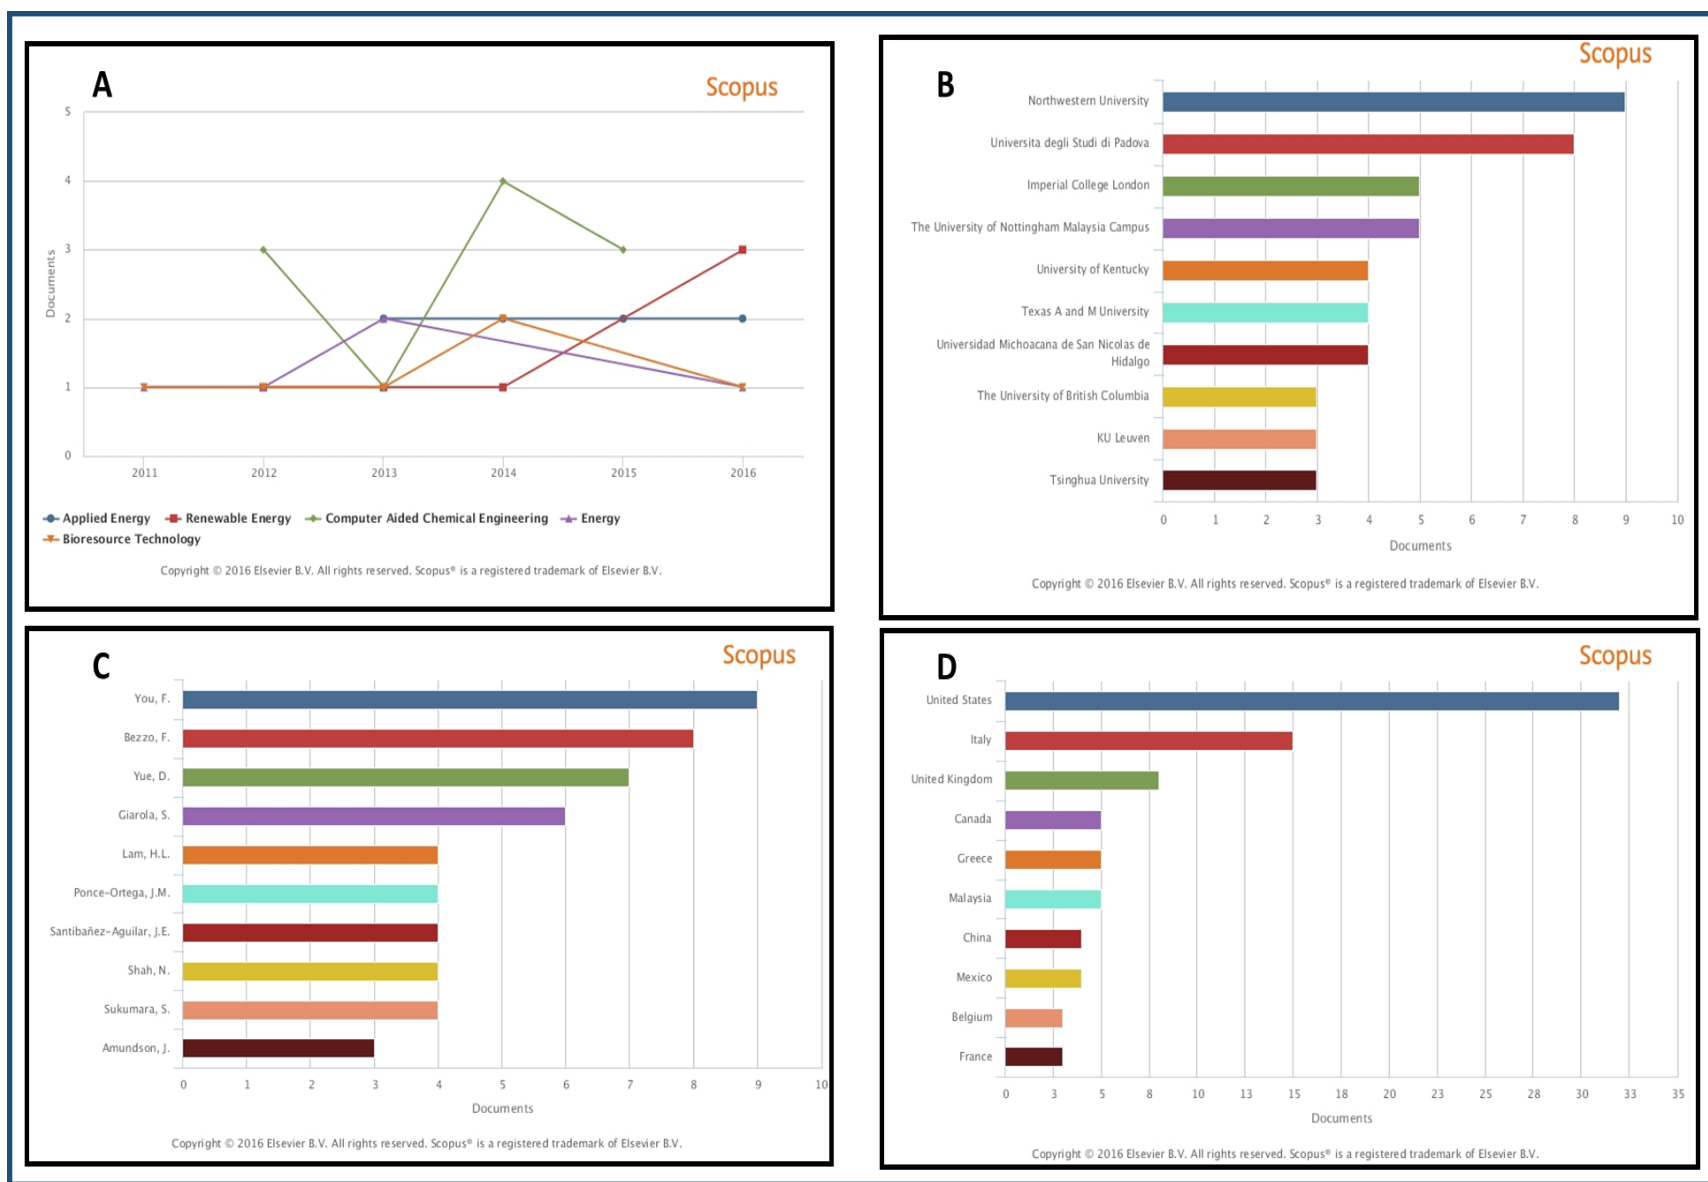 A
Scopus
5
4
3
2
1
0
Documents
2011 2012 2013 2014 2015 2016
Applied Energy Renewable Energy Computer Aided Chemical Engineering Energy
Bioresource Technology
Copyright © 2016 Elsevier B.V. All rights reserved. Scopus® is a registered trademark of Elsevier B.V.
Scopus
B
Northwestern University
Universita degli Studi di Padova
Imperial College London
The University of Nottingham Malaysia Campus
University of Kentucky
Texas A and M University
Universidad Michoacana de San Nicolas de
Hidalgo
The University of British Columbia
KU Leuven
Tsinghua University
0 1 2 3 4 5 6 7 8 9 10
Documents
Copyright © 2016 Elsevier B.V. All rights reserved. Scopus® is a registered trademark of Elsevier B.V.
C
Scopus
You, F.
Bezzo, F.
Yue, D.
Giarola, S.
Lam, H.L.
Ponce-Ortega, J.M.
Santibañez-Aguilar, J.E.
Shah, N.
Sukumara, S.
Amundson, J.
0 1 2 3 4 5 6 7 8 9 10
Documents
Copyright © 2016 Elsevier B.V. All rights reserved. Scopus® is a registered trademark of Elsevier B.V.
D
Scopus
United States
Italy
United Kingdom
Canada
Greece
Malaysia
China
Mexico
Belgium
France
0 3 5 8 10 13 15 18 20 23 25 28 30 33 35
Documents
Copyright © 2016 Elsevier B.V. All rights reserved. Scopus® is a registered trademark of Elsevier B.V.